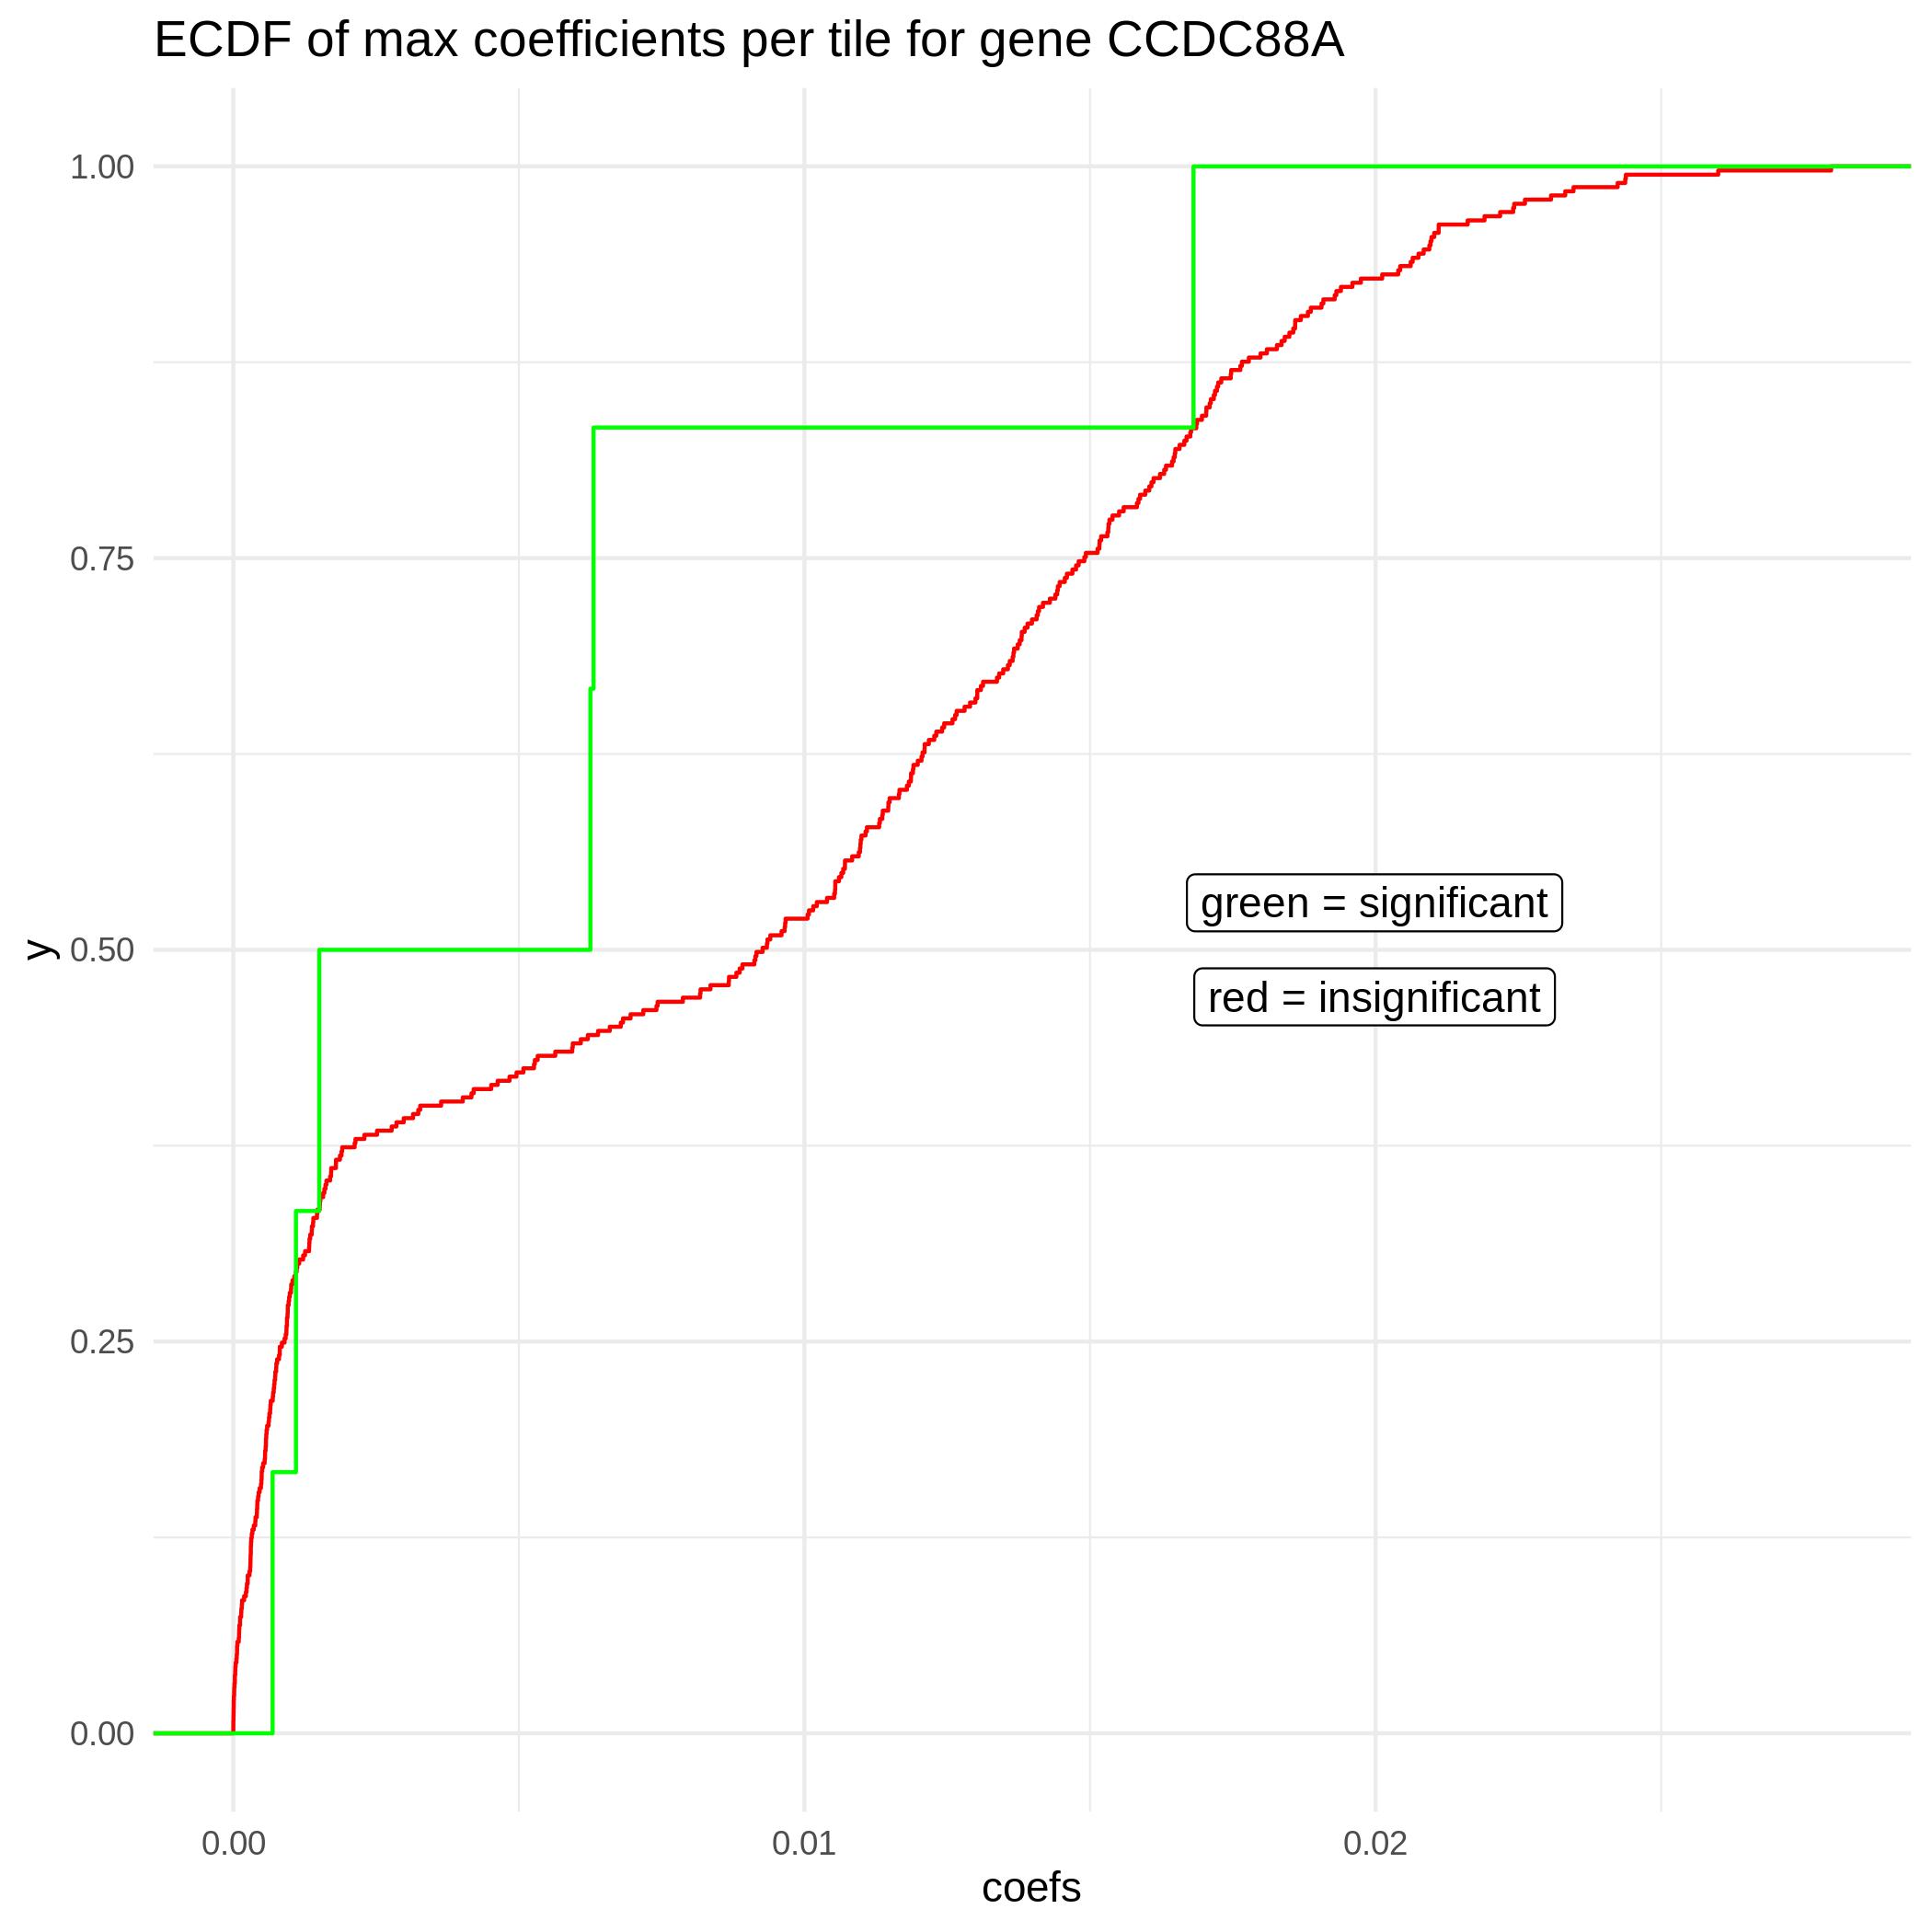 ECDF of max coefficients per tile for gene CCDC88A
1.00
0.75
0.50
0.25
0.00
y
green = significant
red = insignificant
0.00
0.01
0.02
coefs